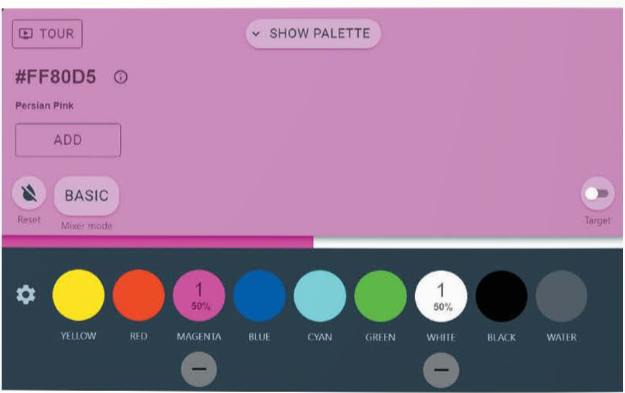 TOUR
SHOW PALETTE
#FF80D5
Persian Pink
ADD
BASIC
Reset
Mixer mode
Target
1
50%
1
50%
YELLOW
RED
MAGENTA
BLUE
CYAN
GREEN
WHITE
BLACK
WATER